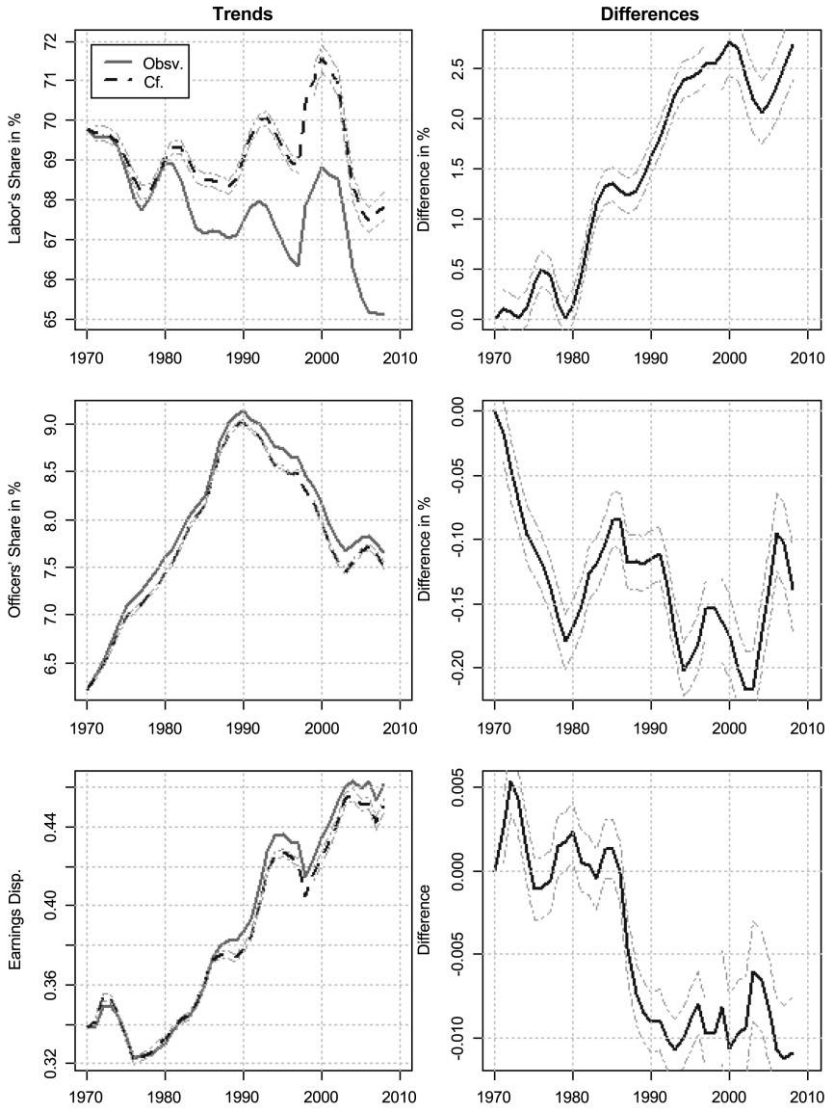 Trends
Differences
Labor's Share in %
72
71
70
69
68
67
66
65
Obsv.
Cf.
1970 1980 1990 2000 2010
Difference in %
2.5
2.0
1.5
1.0
0.5
0.0
1970 1980 1990 2000 2010
Officers' Share in %
9.0
8.5
8.0
7.5
7.0
6.5
1970 1980 1990 2000 2010
Difference in %
0.00
-0.05
-0.10
-0.15
-0.20
1970 1980 1990 2000 2010
Earnings Disp.
0.44
0.40
0.36
0.32
1970 1980 1990 2000 2010
Difference
0.005
0.000
-0.005
-0.010
1970 1980 1990 2000 2010